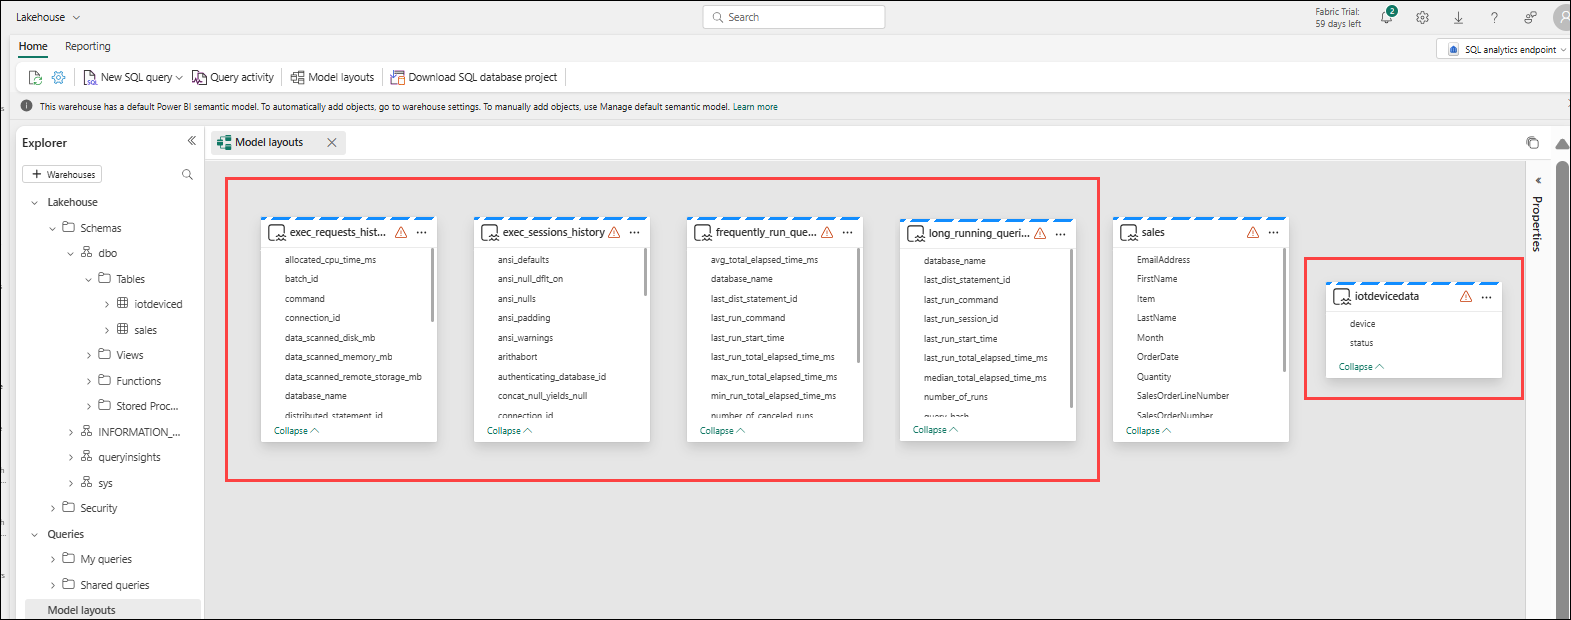 Lakehouse
Search
Fabric Trial:
59 days left
2
Home
Reporting
SQL analytics endpoint
New SQL query
Query activity
Model layouts
Download SQL database project
This warehouse has a default Power BI semantic model. To automatically add objects, go to warehouse settings. To manually add objects, use Manage default semantic model. Learn more
Explorer
+ Warehouses
Lakehouse
Schemas
dbo
Tables
iotdeviced
sales
Views
Functions
Stored Proc...
INFORMATION_...
queryinsights
sys
Security
Queries
My queries
Shared queries
Model layouts
Model layouts
exec_requests_hist...
allocated_cpu_time_ms
batch_id
command
connection_id
data_scanned_disk_mb
data_scanned_memory_mb
data_scanned_remote_storage_mb
database_name
distributed_statement_id
Collapse
exec_sessions_history
ansi_defaults
ansi_null_dflt_on
ansi_nulls
ansi_padding
ansi_warnings
arithabort
authenticating_database_id
concat_null_yields_null
connection_id
Collapse
frequently_run_que...
avg_total_elapsed_time_ms
database_name
last_dist_statement_id
last_run_command
last_run_start_time
last_run_total_elapsed_time_ms
max_run_total_elapsed_time_ms
min_run_total_elapsed_time_ms
number_of_canceled_runs
Collapse
long_running_queri...
database_name
last_dist_statement_id
last_run_command
last_run_session_id
last_run_start_time
last_run_total_elapsed_time_ms
median_total_elapsed_time_ms
number_of_runs
query_hash
Collapse
sales
EmailAddress
FirstName
Item
LastName
Month
OrderDate
Quantity
SalesOrderLineNumber
SalesOrderNumber
Collapse
iotdevicedata
device
status
Collapse
Properties